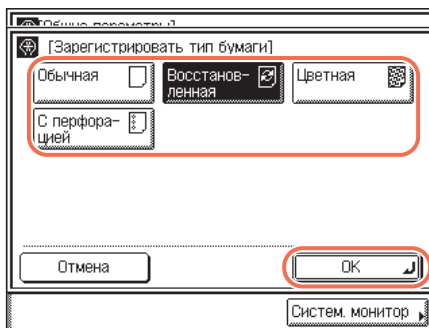 [Общие параметры]
[Зарегистрировать тип бумаги]
Обычная
Восстанов-
ленная
Цветная
С перфора-
цией
Отмена
OK
Систем. монитор